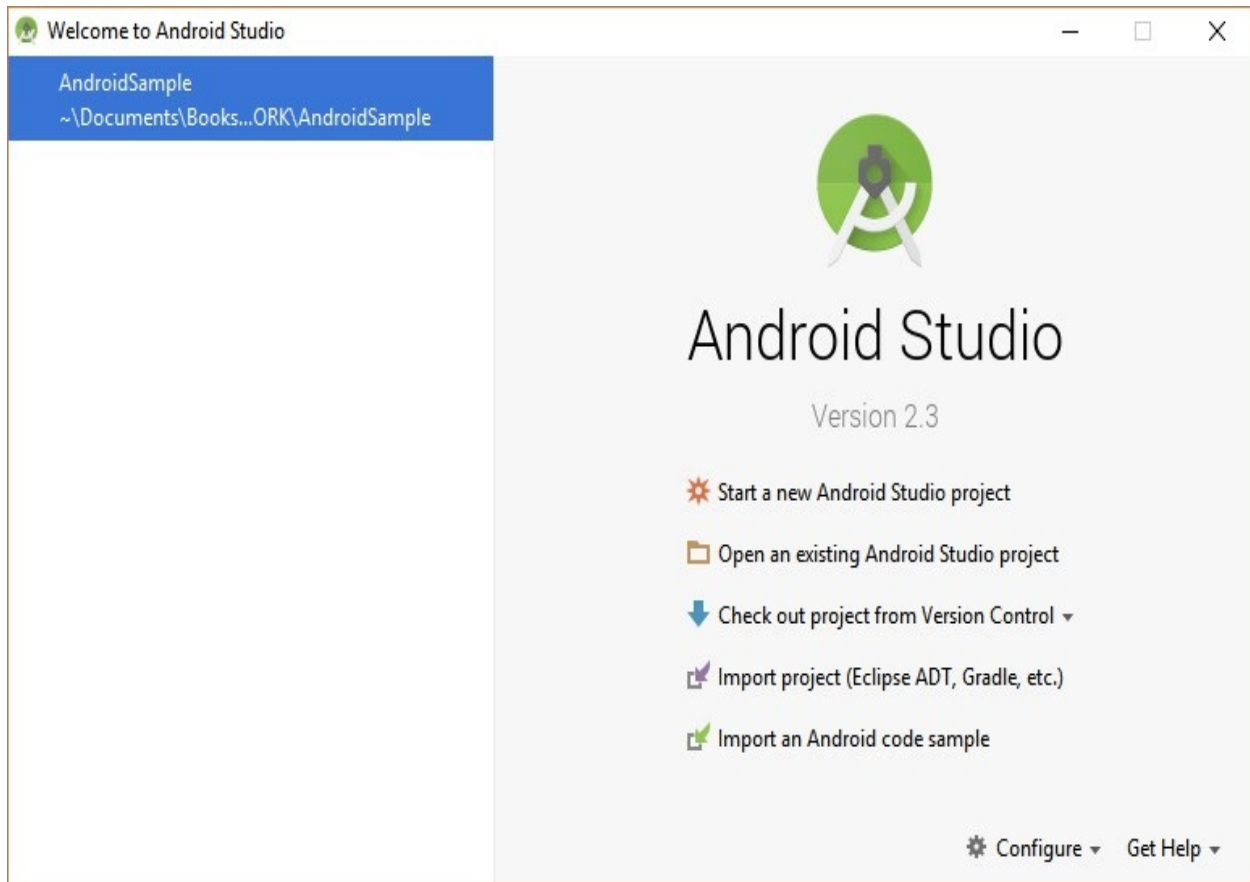 Welcome to Android Studio
AndroidSample
~\Documents\Books...ORK\AndroidSample
Android Studio
Version 2.3
Start a new Android Studio project
Open an existing Android Studio project
Check out project from Version Control
Import project (Eclipse ADT, Gradle, etc.)
Import an Android code sample
Configure
Get Help